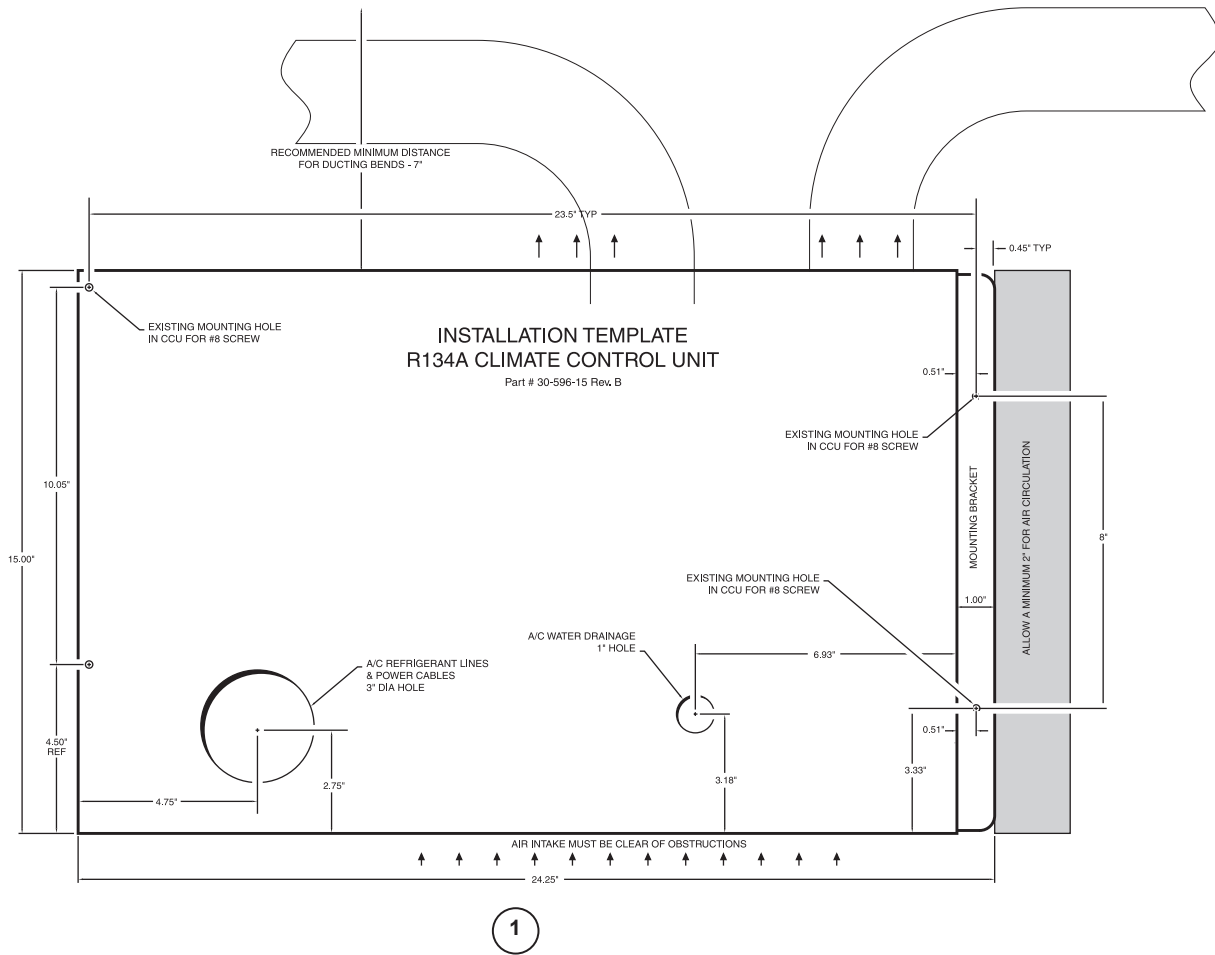 RECOMMENDED MINIMUM DISTANCE
FOR DUCTING BENDS - 7"
23.5" TYP
0.45" TYP
EXISTING MOUNTING HOLE
IN CCU FOR #8 SCREW
INSTALLATION TEMPLATE
R134A CLIMATE CONTROL UNIT
Part # 30-596-15 Rev. B
0.51"
EXISTING MOUNTING HOLE
IN CCU FOR #8 SCREW
10.05"
15.00"
MOUNTING BRACKET
ALLOW A MINIMUM 2" FOR AIR CIRCULATION
8"
EXISTING MOUNTING HOLE
IN CCU FOR #8 SCREW
1.00"
A/C WATER DRAINAGE
1" HOLE
6.93"
A/C REFRIGERANT LINES
& POWER CABLES
3" DIA HOLE
4.50"
REF
0.51"
3.33"
3.18"
2.75"
4.75"
AIR INTAKE MUST BE CLEAR OF OBSTRUCTIONS
24.25"
1